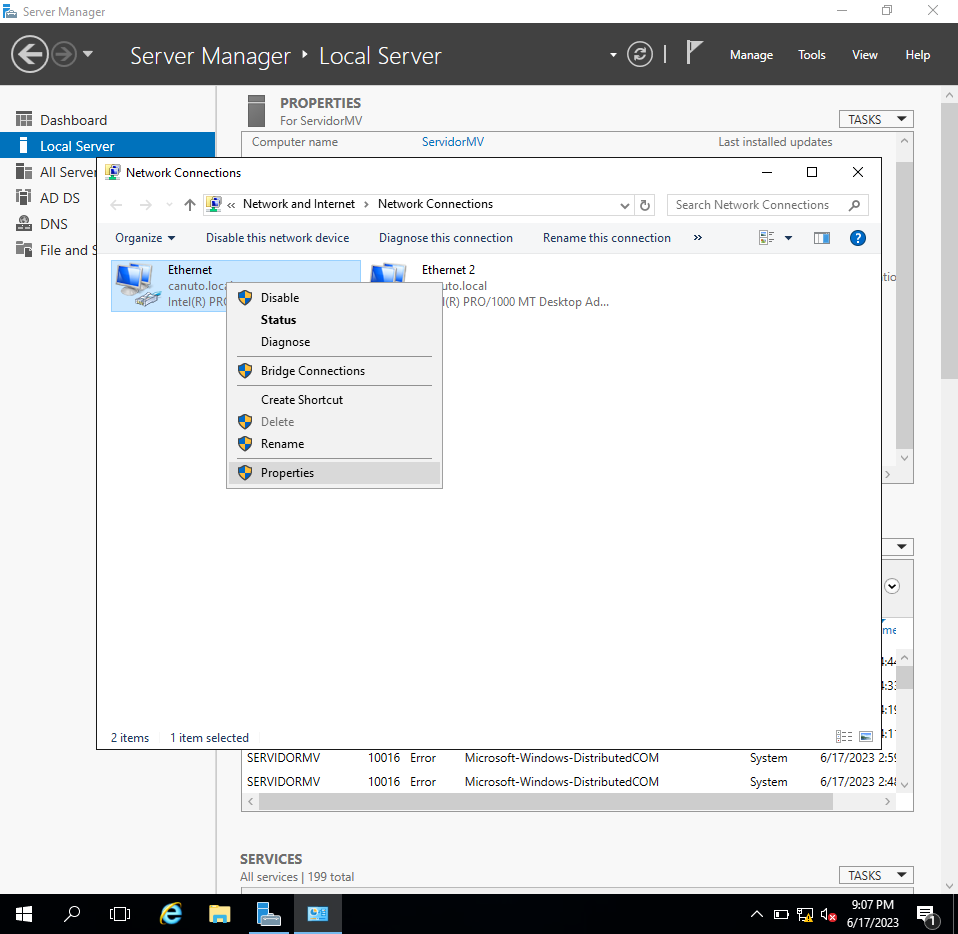 Server Manager
Server Manager ‣ Local Server
Manage Tools View Help
Dashboard
Local Server
All Server
AD DS
DNS
File and S
PROPERTIES
For ServidorMV
TASKS
Computer name ServidorMV Last installed updates
Network Connections
« Network and Internet › Network Connections
Search Network Connections
Organize Disable this network device Diagnose this connection Rename this connection »
Ethernet
canuto.loca
Intel(R) PRO
Ethernet 2
uto.local
(R) PRO/1000 MT Desktop Ad...
Disable
Status
Diagnose
Bridge Connections
Create Shortcut
Delete
Rename
Properties
2 items 1 item selected
SERVIDORMV 10016 Error Microsoft-Windows-DistributedCOM System 6/17/2023 2:59
SERVIDORMV 10016 Error Microsoft-Windows-DistributedCOM System 6/17/2023 2:48
SERVICES
All services | 199 total
TASKS
9:07 PM
6/17/2023
1